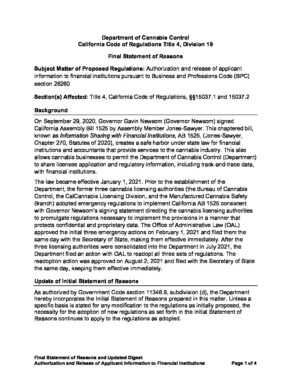 Department of Cannabis Control
California Code of Regulations Title 4, Division 19
Final Statement of Reasons
Subject Matter of Proposed Regulations: Authorization and release of applicant
information to financial institutions pursuant to Business and Professions Code (BPC)
section 26260
Section(s) Affected: Title 4, California Code of Regulations, §§15037.1 and 15037.2
Background
On September 29, 2020, Governor Gavin Newsom (Governor Newsom) signed
California Assembly Bill 1525 by Assembly Member Jones-Sawyer. This chaptered bill,
known as Information Sharing with Financial Institutions, AB 1525, (Jones-Sawyer,
Chapter 270, Statutes of 2020), creates a safe harbor under state law for financial
institutions and accountants that provide services to the cannabis industry. This also
allows cannabis businesses to permit the Department of Cannabis Control (Department)
to share licensee application and regulatory information, including track-and-trace data,
with financial institutions.
The law became effective January 1, 2021. Prior to the establishment of the
Department, the former three cannabis licensing authorities (the Bureau of Cannabis
Control, the CalCannabis Licensing Division, and the Manufactured Cannabis Safety
Branch) adopted emergency regulations to implement California AB 1525 consistent
with Governor Newsom's signing statement directing the cannabis licensing authorities
to promulgate regulations necessary to implement the provisions in a manner that
protects confidential and proprietary data. The Office of Administrative Law (OAL)
approved the initial three emergency actions on February 1, 2021 and filed them the
same day with the Secretary of State, making them effective immediately. After the
three licensing authorities were consolidated into the Department in July 2021, the
Department filed an action with OAL to readopt all three sets of regulations. The
readoption action was approved on August 2, 2021 and filed with the Secretary of State
the same day, keeping them effective immediately.
Update of Initial Statement of Reasons
As authorized by Government Code section 11346.9, subdivision (d), the Department
hereby incorporates the Initial Statement of Reasons prepared in this matter. Unless a
specific basis is stated for any modification to the regulations as initially proposed, the
necessity for the adoption of new regulations as set forth in the Initial Statement of
Reasons continues to apply to the regulations as adopted.
Final Statement of Reasons and Updated Digest
Authorization and Release of Applicant Information to Financial Institutions Page 1 of 4